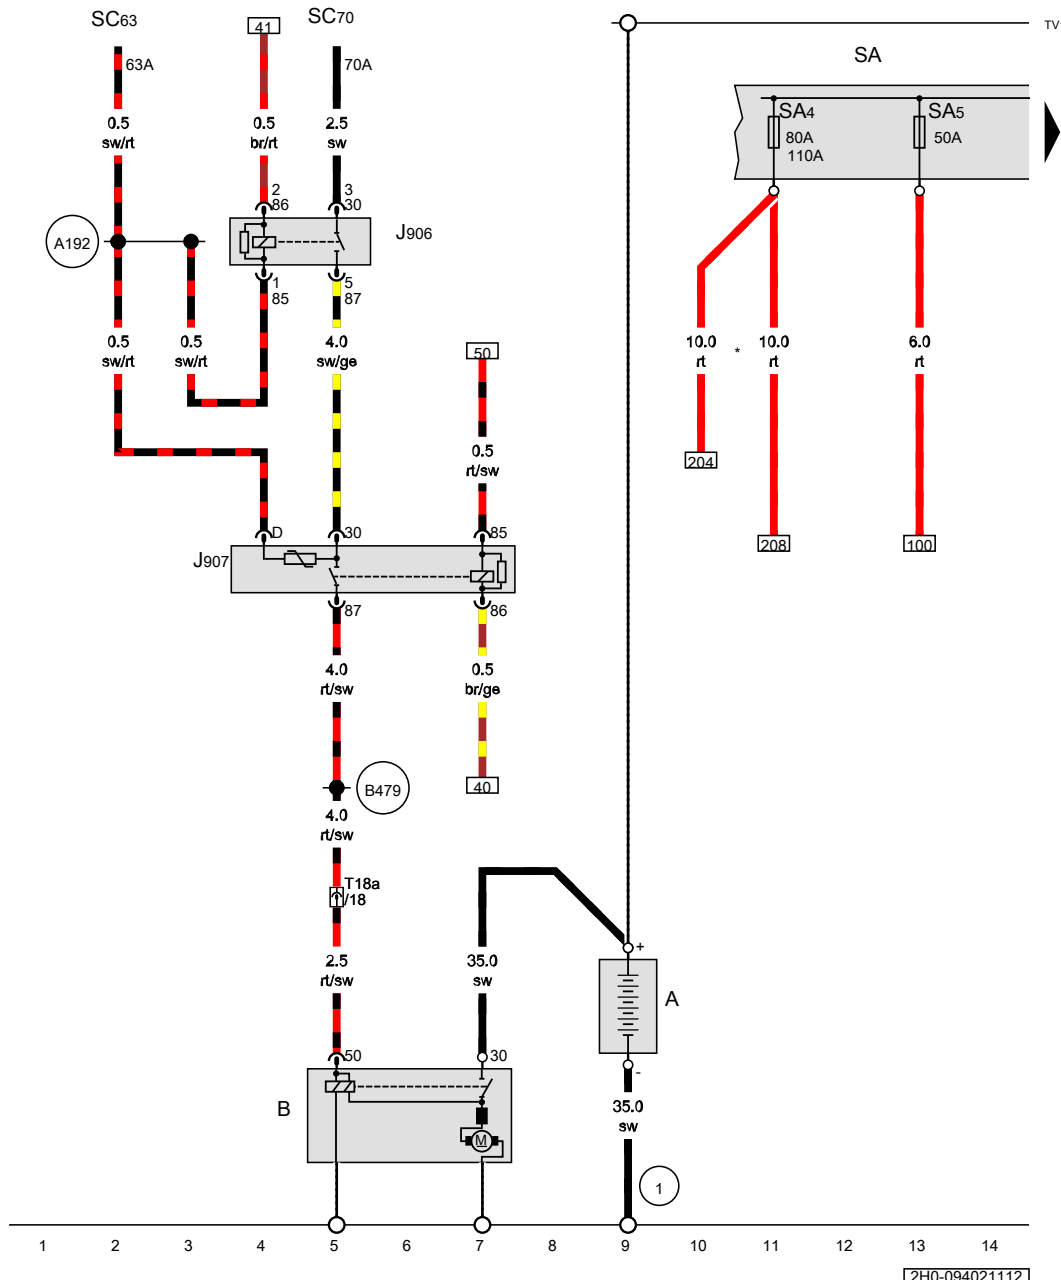 SC63
41
SC70
TV
63A
70A
SA
SA4
SA5
80A
50A
110A
0.5
0.5
2.5
sw/rt
br/rt
sw
2
3
86
30
A192
J906
1
5
85
87
0.5
0.5
4.0
50
10.0
*
10.0
6.0
sw/rt
sw/rt
sw/ge
rt
rt
rt
0.5
rt/sw
204
D
30
85
208
100
J907
87
86
4.0
0.5
rt/sw
br/ge
B479
40
4.0
rt/sw
T18a
/18
+
2.5
35.0
rt/sw
sw
A
50
30
-
B
35.0
sw
M
1
1
2
3
4
5
6
7
8
9
10
11
12
13
14
2H0-094021112